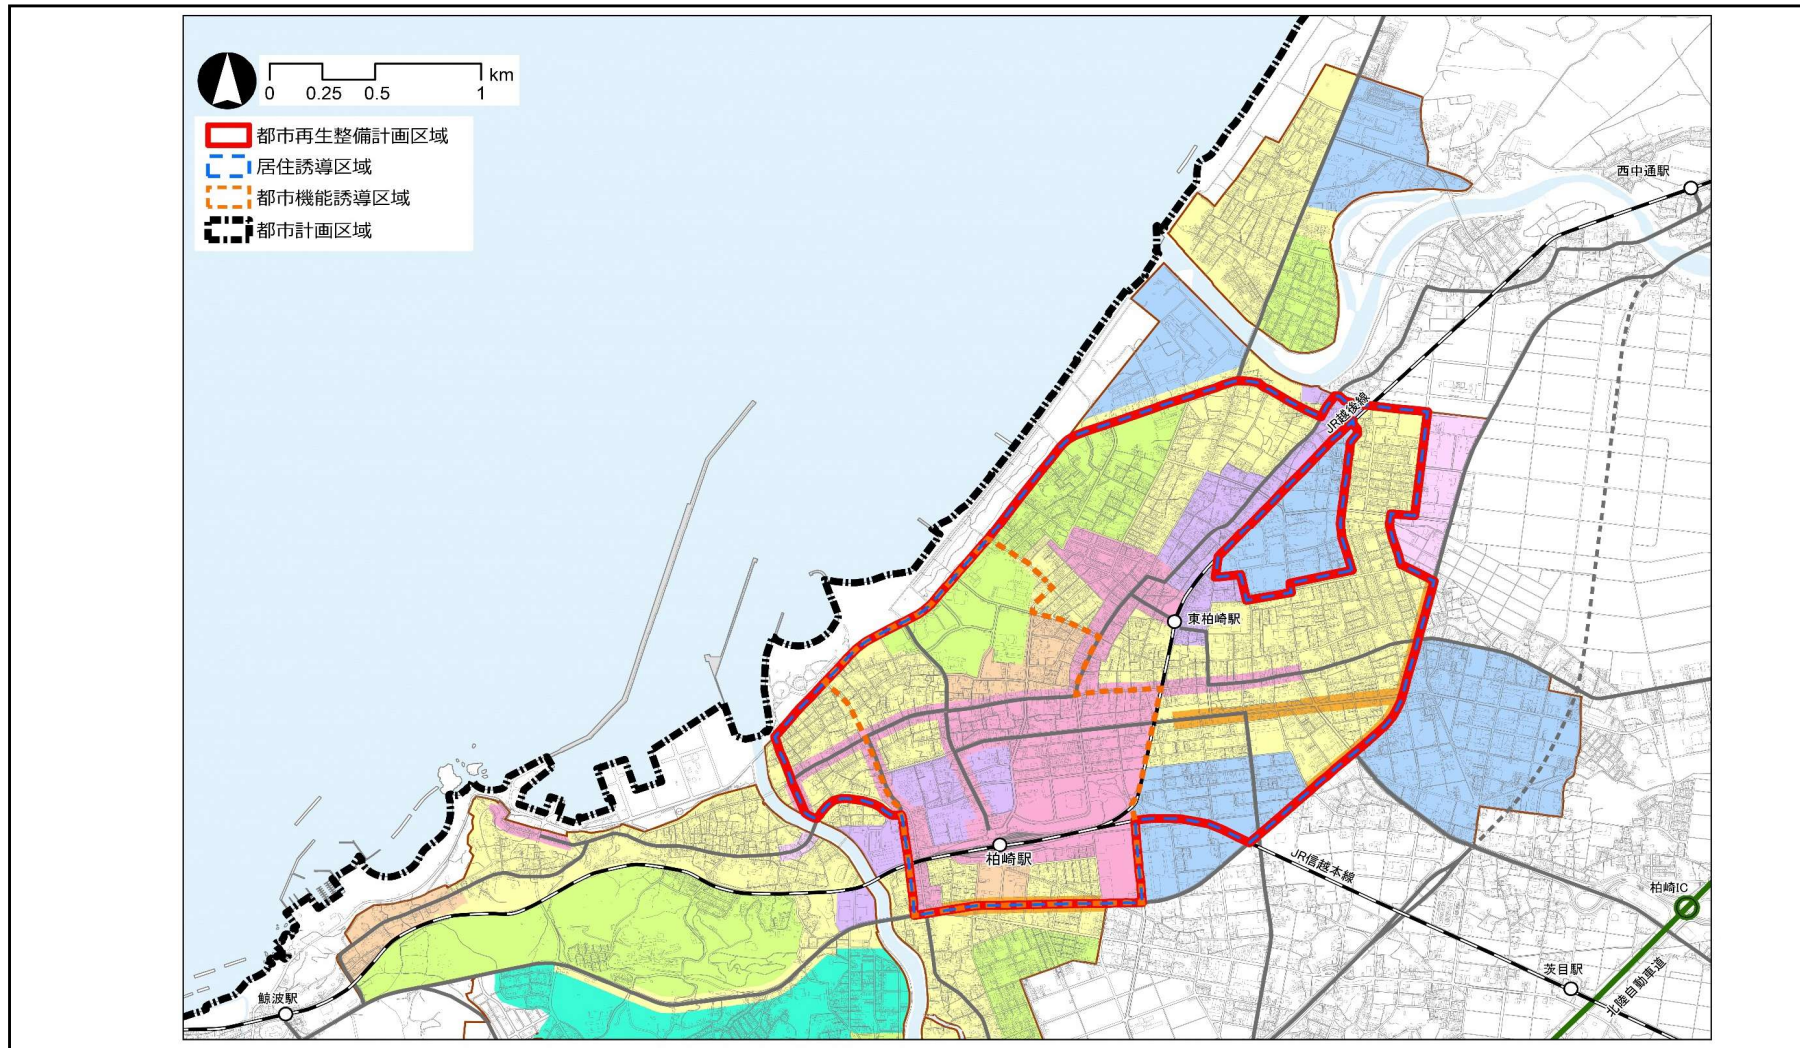 km
0 0.25 0.5 1
都市再生整備計画区域
居住誘導区域
都市機能誘導区域
都市計画区域
西中通駅
JR越後線
東柏崎駅
柏崎駅
JR信越本線
柏崎IC
茨目駅
北陸自動車道
鯨波駅